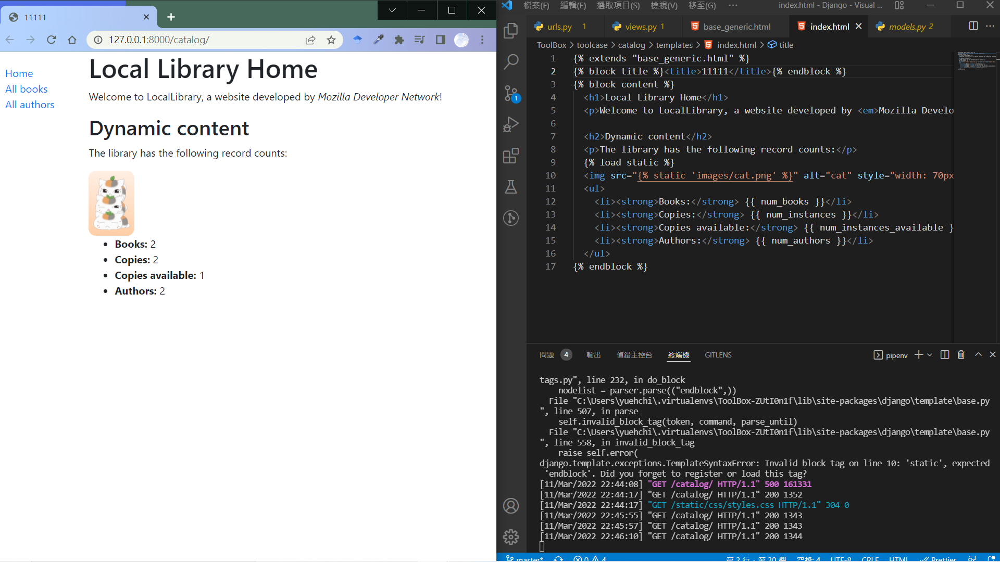 11111
127.0.0.1:8000/catalog/
Home
All books
All authors
Local Library Home
Welcome to LocalLibrary, a website developed by Mozilla Developer Network!
Dynamic content
The library has the following record counts:
Books: 2
Copies: 2
Copies available: 1
Authors: 2
檔案(F) 編輯(E) 選取項目(S) 檢視(V) 移至(G) ··· index.html - Django - Visual ...
urls.py 1 views.py 1 base_generic.html index.html models.py 2
ToolBox > toolcase > catalog > templates > index.html > title
1 {% extends "base_generic.html" %}
2 {% block title %}<title>11111</title>{% endblock %}
3 {% block content %}
4 <h1>Local Library Home</h1>
5 <p>Welcome to LocalLibrary, a website developed by <em>Mozilla Develo
6
7 <h2>Dynamic content</h2>
8 <p>The library has the following record counts:</p>
9 {% load static %}
10 <img src="{% static 'images/cat.png' %}" alt="cat" style="width: 70px
11 <ul>
12 <li><strong>Books:</strong> {{ num_books }}</li>
13 <li><strong>Copies:</strong> {{ num_instances }}</li>
14 <li><strong>Copies available:</strong> {{ num_instances_available }
15 <li><strong>Authors:</strong> {{ num_authors }}</li>
16 </ul>
17 {% endblock %}
1
問題 4 輸出 偵錯主控台 終端機 GITLENS pipenv
tags.py", line 232, in do_block
nodelist = parser.parse(("endblock",))
File "C:\Users\yuehchi\.virtualenvs\ToolBox-ZUtI0n1f\lib\site-packages\django\template\base.py
", line 507, in parse
self.invalid_block_tag(token, command, parse_until)
File "C:\Users\yuehchi\.virtualenvs\ToolBox-ZUtI0n1f\lib\site-packages\django\template\base.py
", line 558, in invalid_block_tag
raise self.error(
django.template.exceptions.TemplateSyntaxError: Invalid block tag on line 10: 'static', expected
'endblock'. Did you forget to register or load this tag?
[11/Mar/2022 22:44:08] "GET /catalog/ HTTP/1.1" 500 161331
[11/Mar/2022 22:44:17] "GET /catalog/ HTTP/1.1" 200 1352
[11/Mar/2022 22:44:17] "GET /static/css/styles.css HTTP/1.1" 304 0
[11/Mar/2022 22:45:55] "GET /catalog/ HTTP/1.1" 200 1343
[11/Mar/2022 22:45:57] "GET /catalog/ HTTP/1.1" 200 1343
[11/Mar/2022 22:46:10] "GET /catalog/ HTTP/1.1" 200 1344
master* 0 4 第 2 行，第 30 欄 空格: 4 UTF-8 CRLF HTML Prettier